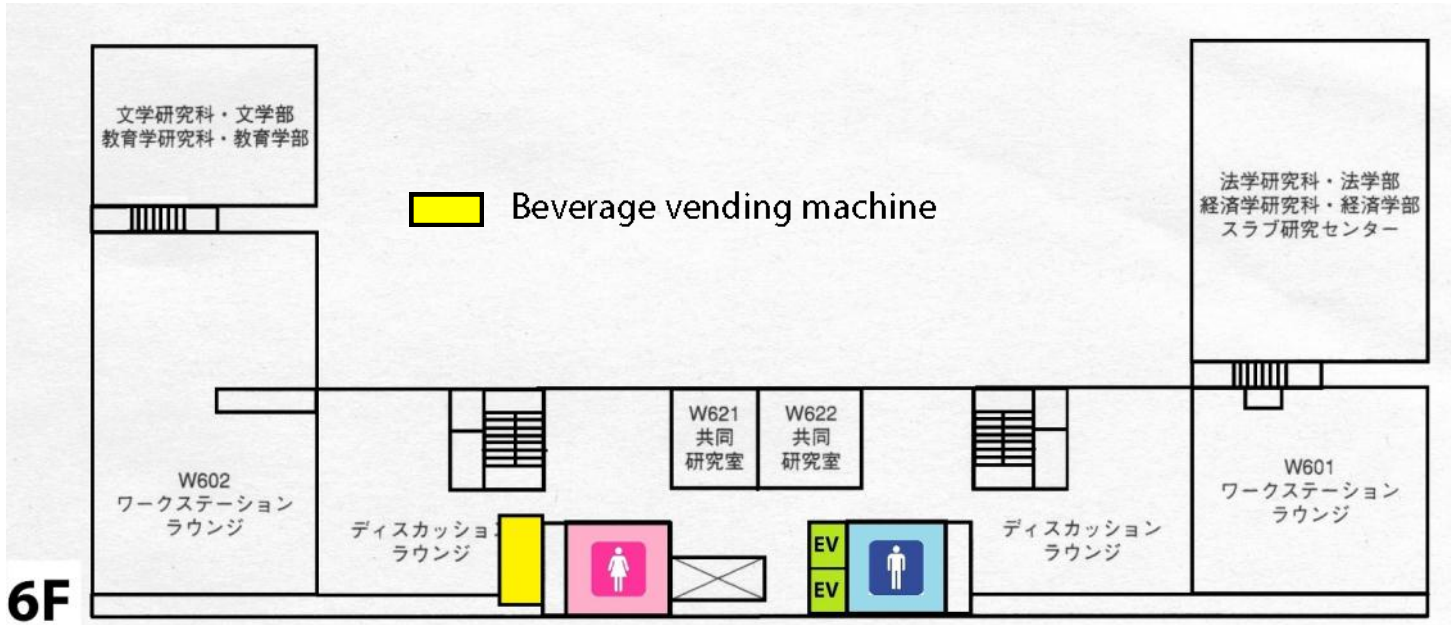 文学研究科・文学部
教育学研究科・教育学部
法学研究科・法学部
経済学研究科・経済学部
スラブ研究センター
Beverage vending machine
W621
共同
研究室
W622
共同
研究室
W602
ワークステーション
ラウンジ
W601
ワークステーション
ラウンジ
ディスカッション
ラウンジ
EV
EV
ディスカッション
ラウンジ
6F